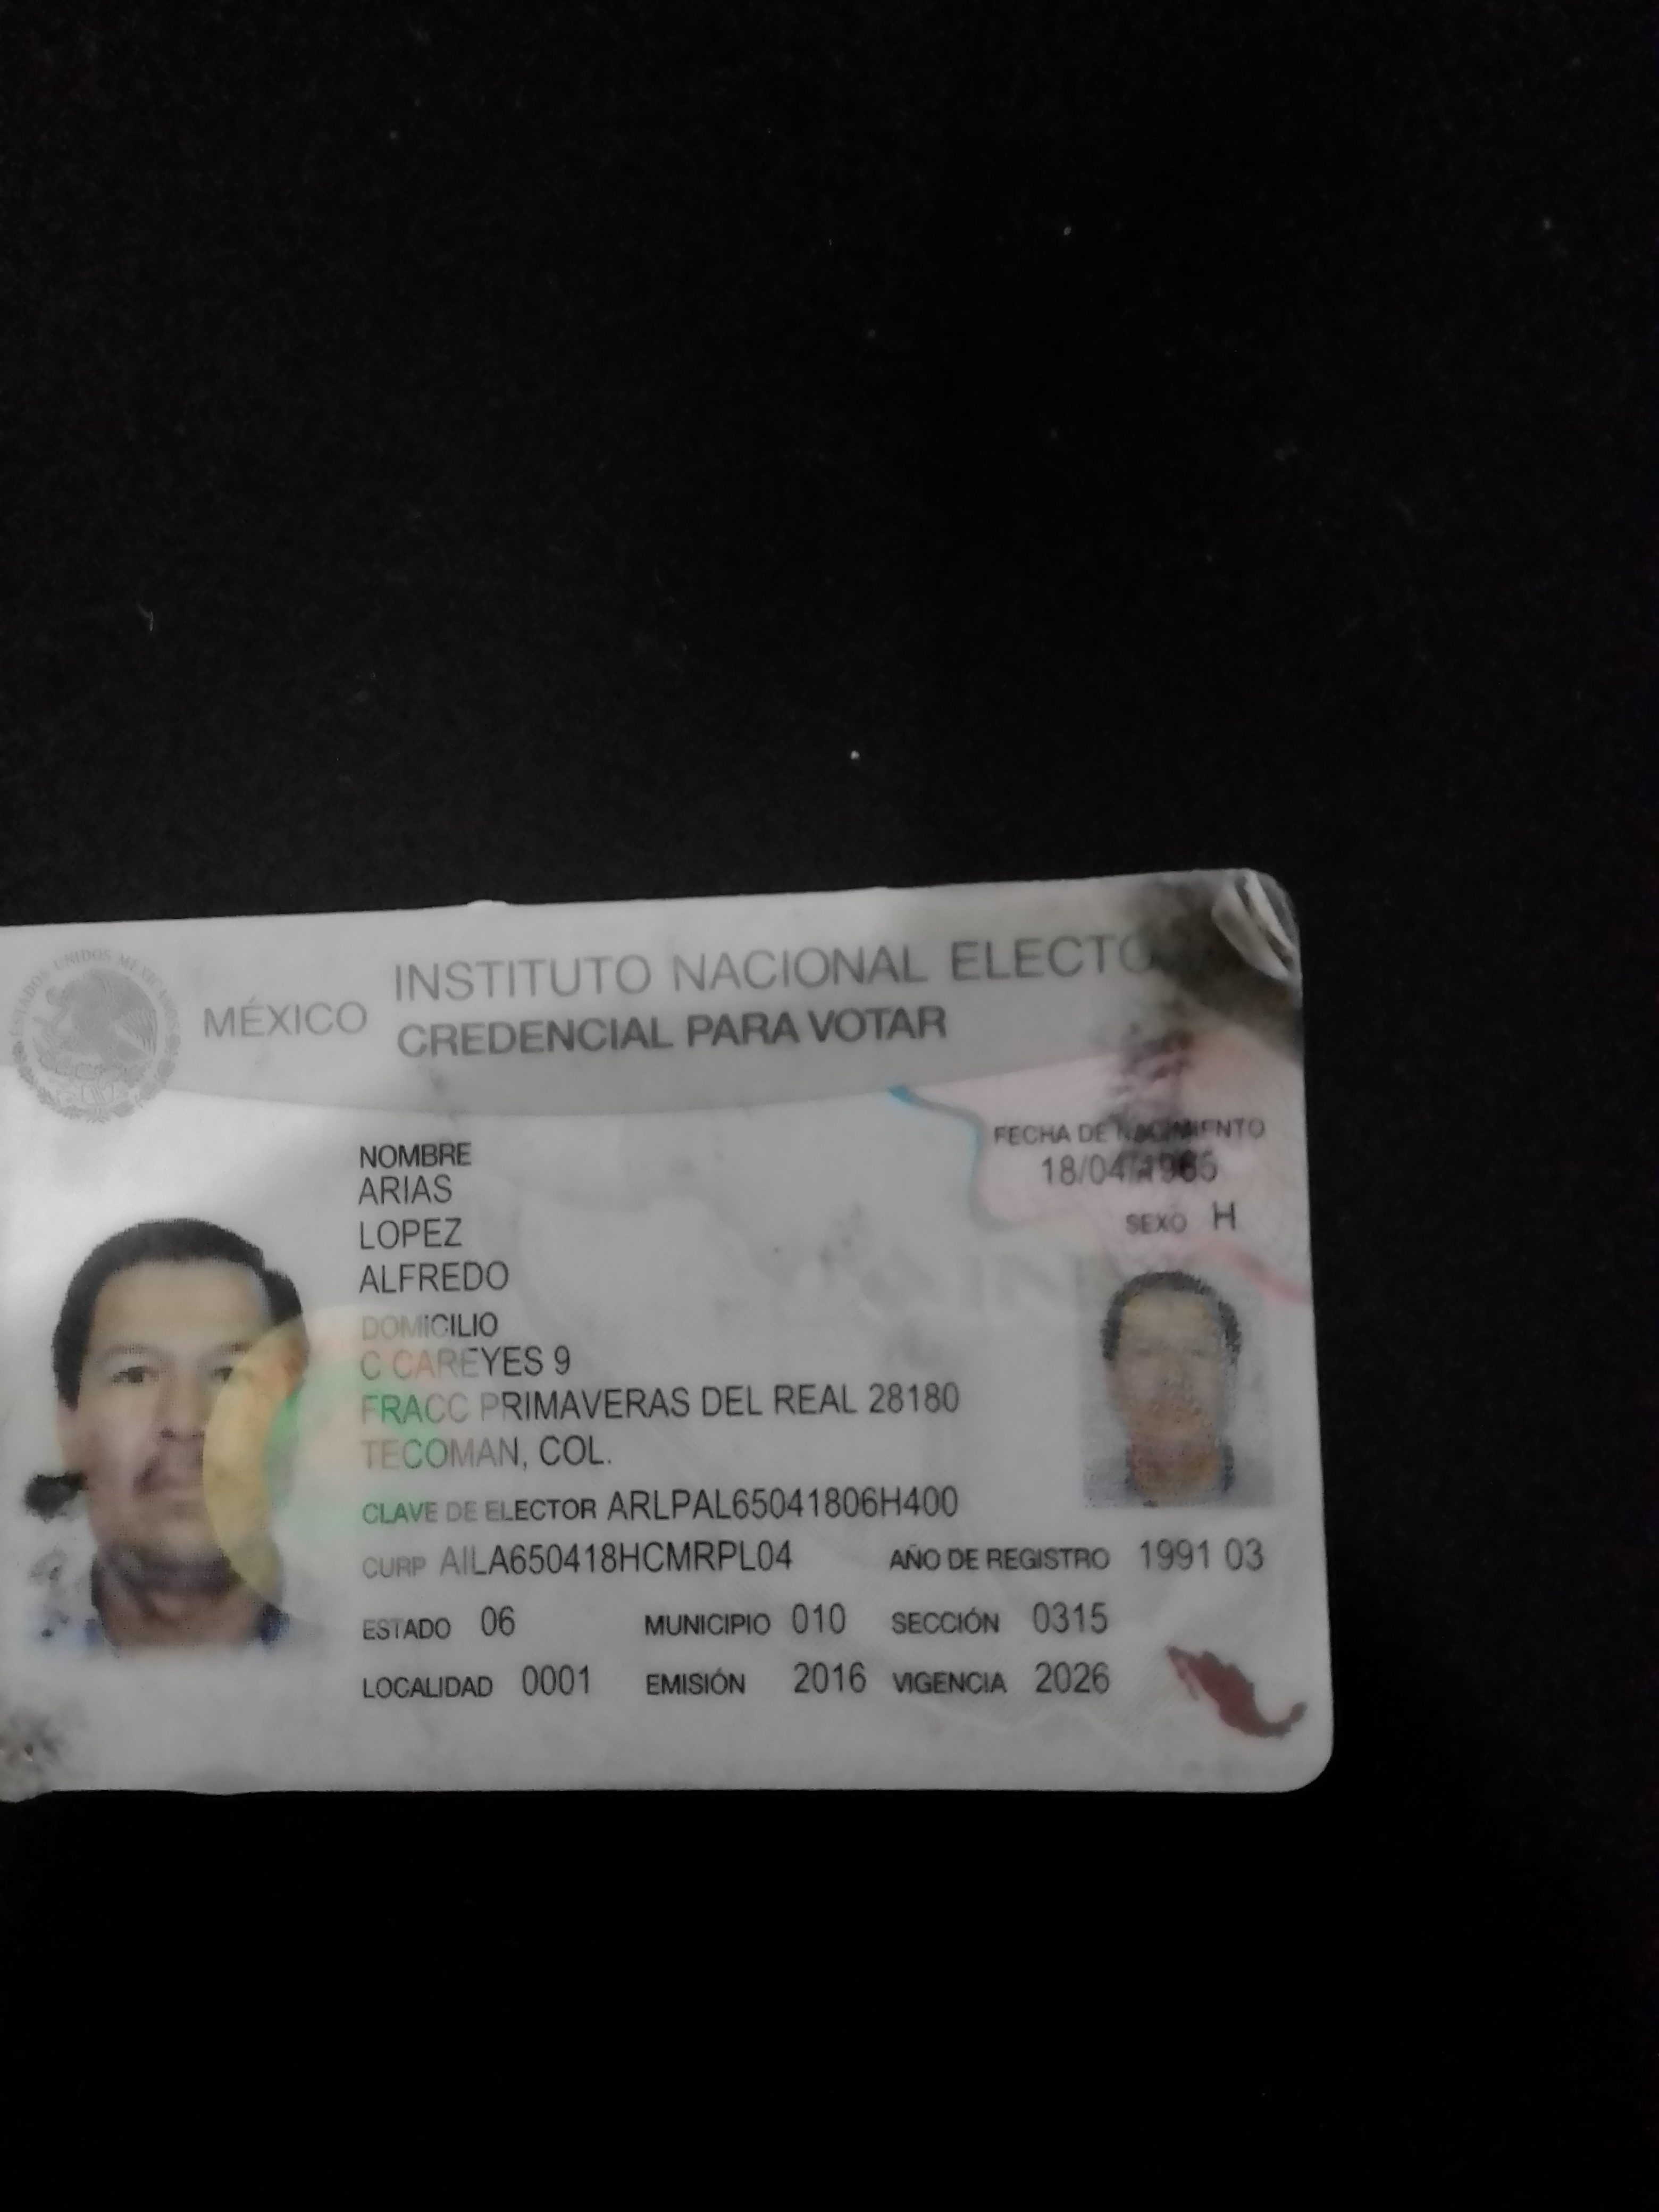 ESTADOS UNIDOS MEXICANOS
MÉXICO
INSTITUTO NACIONAL ELECTO
CREDENCIAL PARA VOTAR
NOMBRE
ARIAS
LOPEZ
ALFREDO
FECHA DE NACIMIENTO
18/04/1965
SEXO H
DOMICILIO
C CAREYES 9
FRACC PRIMAVERAS DEL REAL 28180
TECOMAN, COL.
CLAVE DE ELECTOR ARLPAL65041806H400
CURP AILA650418HCMRPL04 AÑO DE REGISTRO 1991 03
ESTADO 06 MUNICIPIO 010 SECCIÓN 0315
LOCALIDAD 0001 EMISIÓN 2016 VIGENCIA 2026